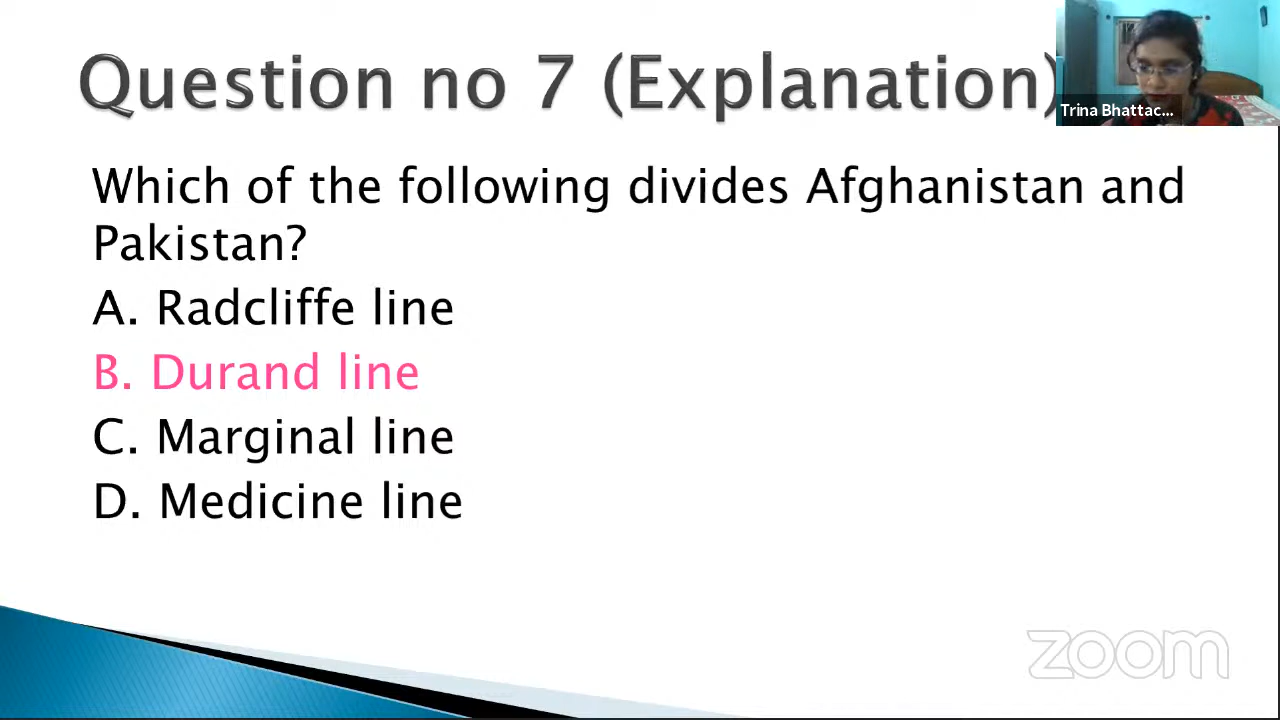 Question no 7 (Explanation)
Trina Bhattac...
Which of the following divides Afghanistan and
Pakistan?
A. Radcliffe line
B. Durand line
C. Marginal line
D. Medicine line
zoom